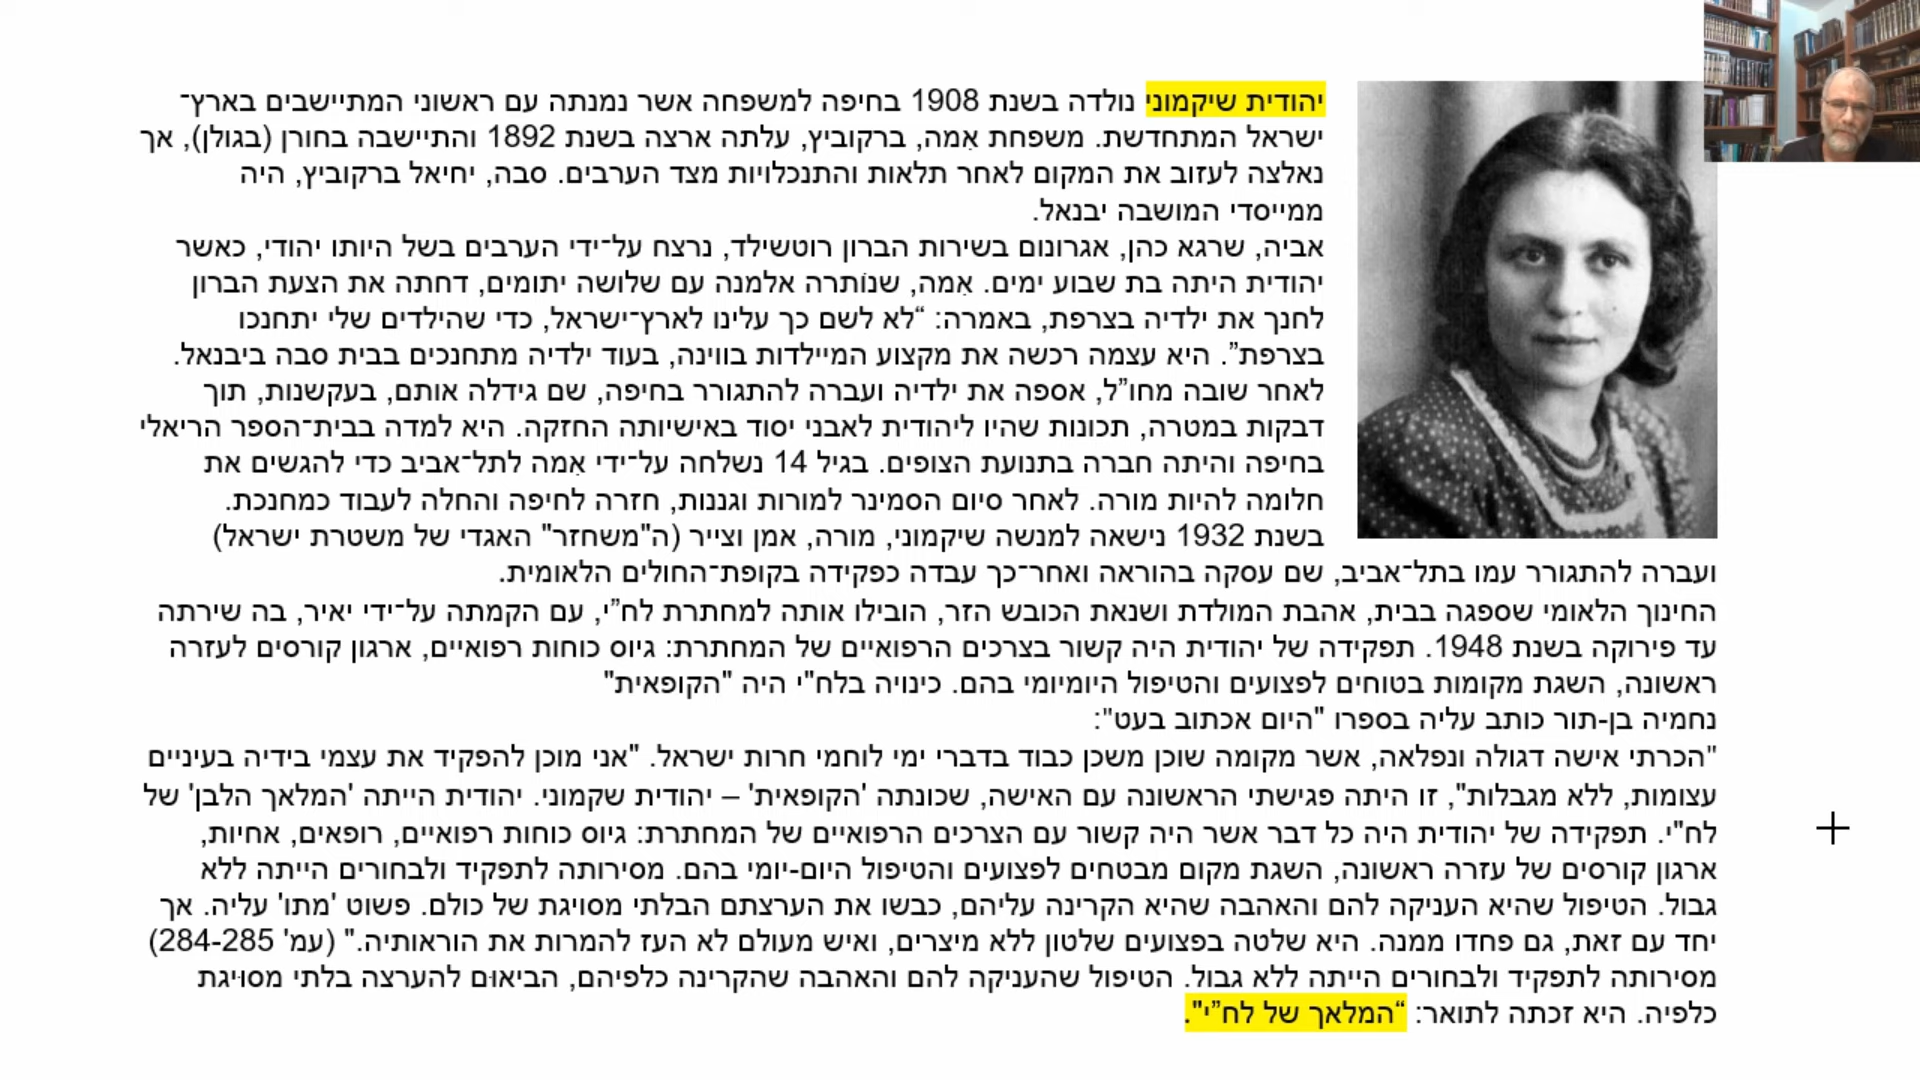 יהודית שיקמוני נולדה בשנת 1908 בחיפה למשפחה אשר נמנתה עם ראשוני המתיישבים בארץ־
ישראל המתחדשת. משפחת אִמה, ברקוביץ, עלתה ארצה בשנת 1892 והתיישבה בחורן (בגולן), אך
נאלצה לעזוב את המקום לאחר תלאות והתנכלויות מצד הערבים. סבה, יחיאל ברקוביץ, היה
ממייסדי המושבה יבנאל.
אביה, שרגא כהן, אגרונום בשירות הברון רוטשילד, נרצח על־ידי הערבים בשל היותו יהודי, כאשר
יהודית היתה בת שבוע ימים. אִמה, שנוֹתרה אלמנה עם שלושה יתומים, דחתה את הצעת הברון
לחנך את ילדיה בצרפת, באמרה: “לא לשם כך עלינו לארץ־ישראל, כדי שהילדים שלי יתחנכו
בצרפת”. היא עצמה רכשה את מקצוע המיילדות בווינה, בעוד ילדיה מתחנכים בבית סבה ביבנאל.
לאחר שובה מחו”ל, אספה את ילדיה ועברה להתגורר בחיפה, שם גידלה אותם, בעקשנות, תוך
דבקות במטרה, תכונות שהיו ליהודית לאבני יסוד באישיותה החזקה. היא למדה בבית־הספר הריאלי
בחיפה והיתה חברה בתנועת הצופים. בגיל 14 נשלחה על־ידי אִמה לתל־אביב כדי להגשים את
חלומה להיות מורה. לאחר סיום הסמינר למורות וגננות, חזרה לחיפה והחלה לעבוד כמחנכת.
בשנת 1932 נישאה למנשה שיקמוני, מורה, אמן וצייר (ה"משחזר" האגדי של משטרת ישראל)
ועברה להתגורר עמו בתל־אביב, שם עסקה בהוראה ואחר־כך עבדה כפקידה בקופת־החולים הלאומית.
החינוך הלאומי שספגה בבית, אהבת המולדת ושנאת הכובש הזר, הובילו אותה למחתרת לח”י, עם הקמתה על־ידי יאיר, בה שירתה
עד פירוקה בשנת 1948. תפקידה של יהודית היה קשור בצרכים הרפואיים של המחתרת: גיוס כוחות רפואיים, ארגון קורסים לעזרה
ראשונה, השגת מקומות בטוחים לפצועים והטיפול היומיומי בהם. כינויה בלח"י היה "הקופאית"
נחמיה בן-תור כותב עליה בספרו "היום אכתוב בעט":
"הכרתי אישה דגולה ונפלאה, אשר מקומה שוכן משכן כבוד בדברי ימי לוחמי חרות ישראל. "אני מוכן להפקיד את עצמי בידיה בעיניים
עצומות, ללא מגבלות", זו היתה פגישתי הראשונה עם האישה, שכונתה 'הקופאית' – יהודית שקמוני. יהודית הייתה 'המלאך הלבן' של
לח"י. תפקידה של יהודית היה כל דבר אשר היה קשור עם הצרכים הרפואיים של המחתרת: גיוס כוחות רפואיים, רופאים, אחיות,
ארגון קורסים של עזרה ראשונה, השגת מקום מבטחים לפצועים והטיפול היום-יומי בהם. מסירותה לתפקיד ולבחורים הייתה ללא
גבול. הטיפול שהיא העניקה להם והאהבה שהיא הקרינה עליהם, כבשו את הערצתם הבלתי מסויגת של כולם. פשוט 'מתו' עליה. אך
יחד עם זאת, גם פחדו ממנה. היא שלטה בפצועים שלטון ללא מיצרים, ואיש מעולם לא העז להמרות את הוראותיה." (עמ' 284-285)
מסירותה לתפקיד ולבחורים הייתה ללא גבול. הטיפול שהעניקה להם והאהבה שהקרינה כלפיהם, הביאוּם להערצה בלתי מסוּיגת
כלפיה. היא זכתה לתואר: “המלאך של לח”י".